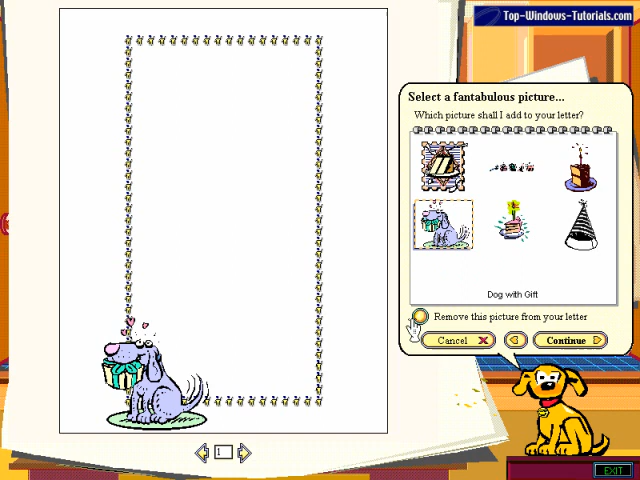 Top-Windows-Tutorials.com
Select a fantabulous picture...
Which picture shall I add to your letter?
Dog with Gift
Remove this picture from your letter
Cancel
Continue
1
EXIT